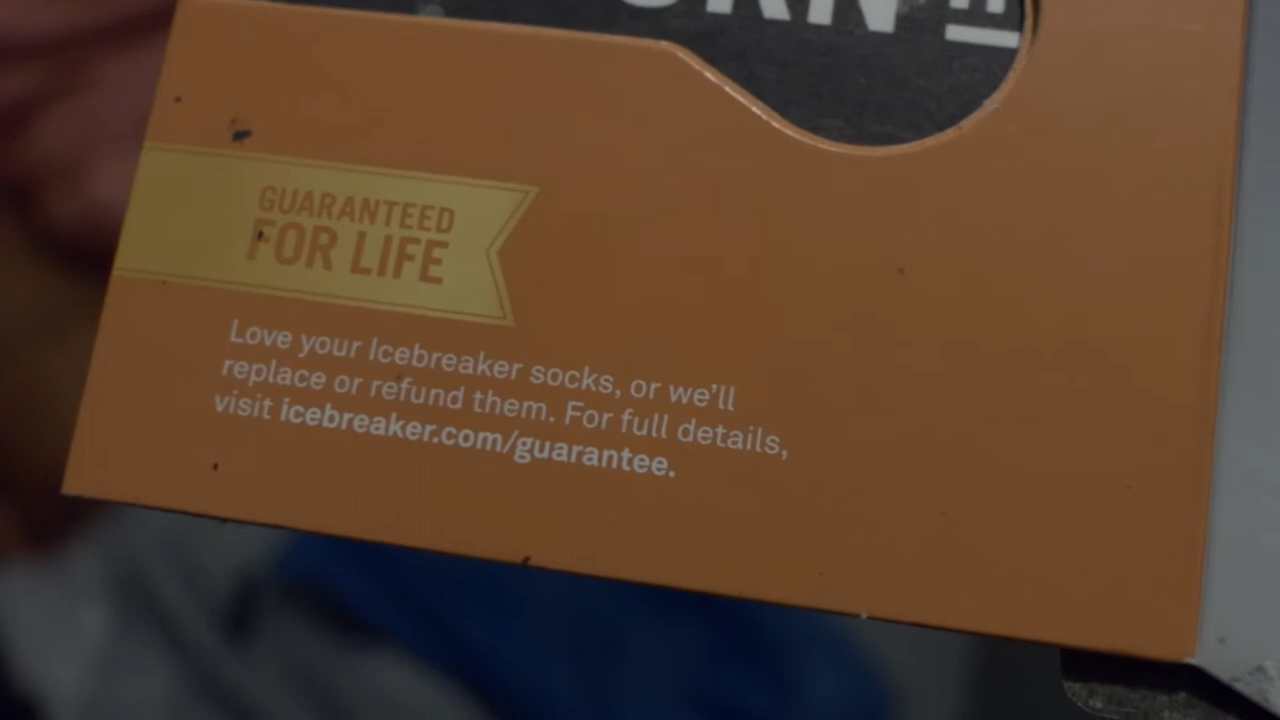 GUARANTEED
FOR LIFE
Love your Icebreaker socks, or we'll
replace or refund them. For full details,
visit icebreaker.com/guarantee.